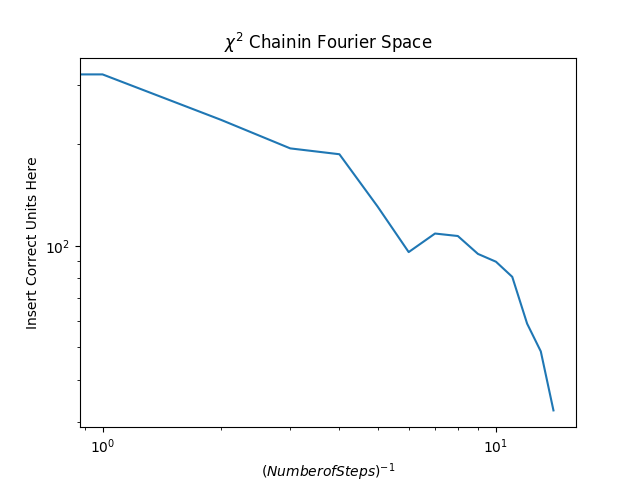 χ² Chainin Fourier Space
Insert Correct Units Here
10²
10⁰
10¹
(NumberofSteps)⁻¹